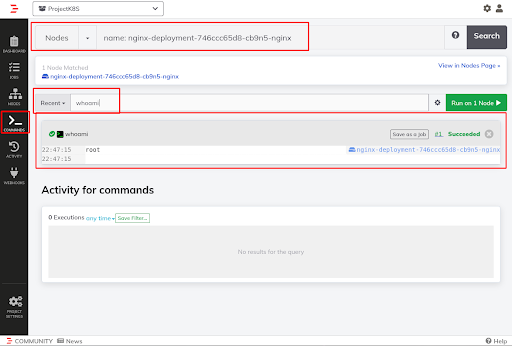 ProjectK8S
Nodes name: nginx-deployment-746ccc65d8-cb9n5-nginx Search
DASHBOARD
JOBS
NODES
COMMANDS
ACTIVITY
WEBHOOKS
PROJECT
SETTINGS
1 Node Matched
View in Nodes Page »
nginx-deployment-746ccc65d8-cb9n5-nginx
Recent whoami Run on 1 Node
whoami Save as a Job #1 Succeeded
22:47:15 root nginx-deployment-746ccc65d8-cb9n5-nginx
22:47:15
Activity for commands
0 Executions any time Save Filter...
No results for the query
COMMUNITY News Help